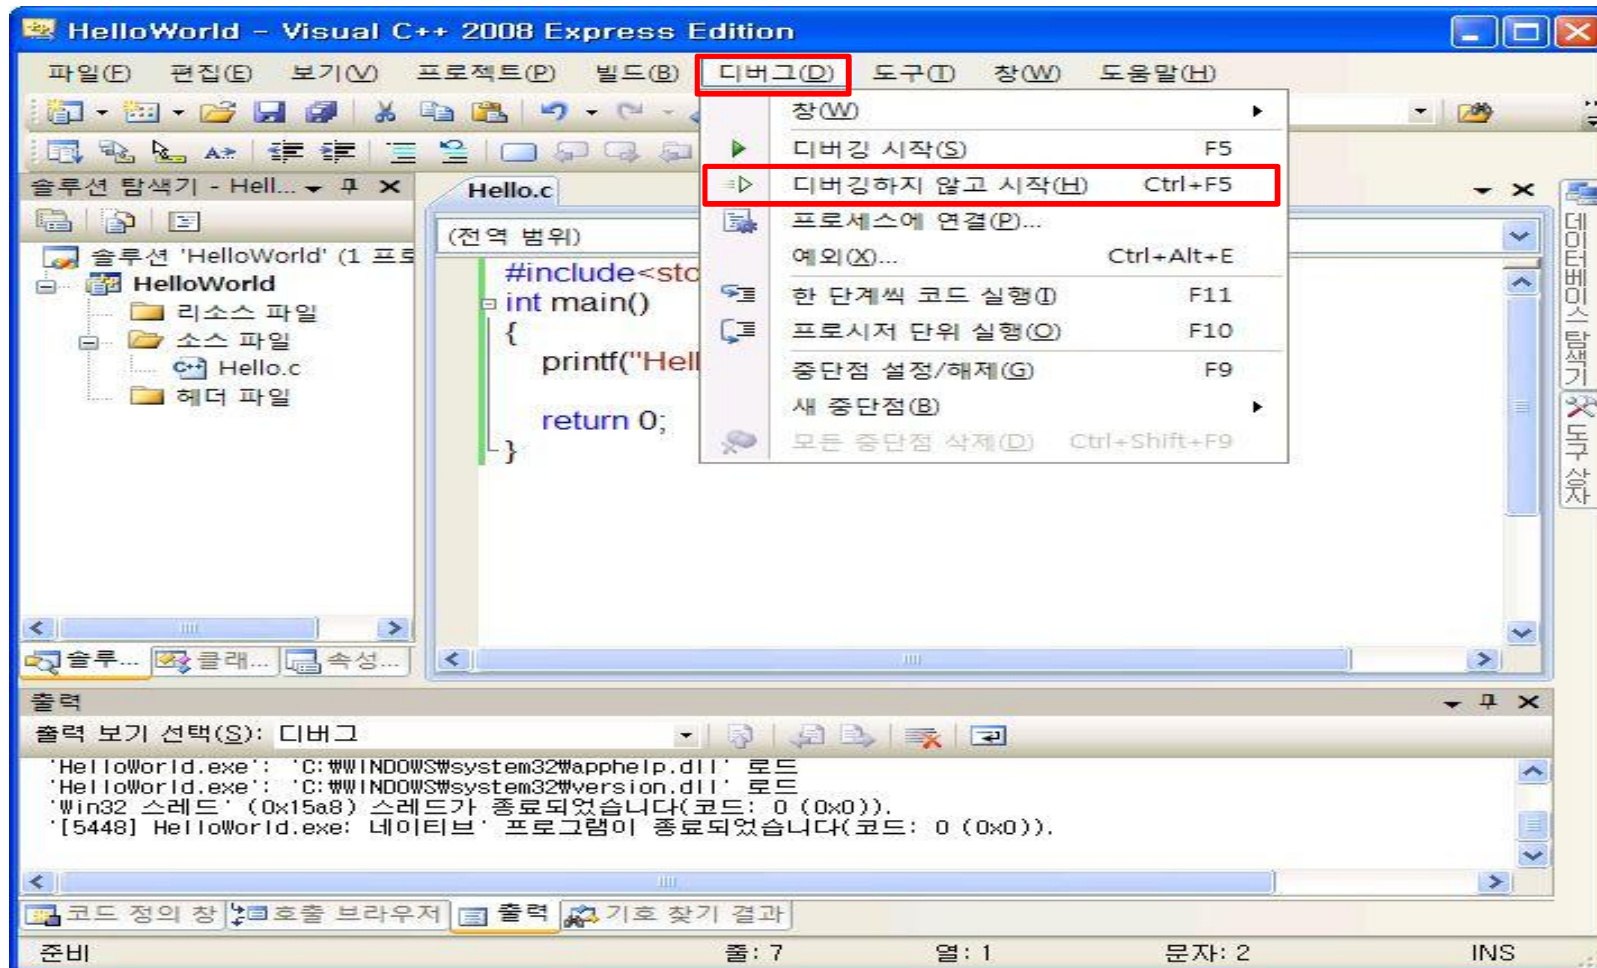 HelloWorld - Visual C++ 2008 Express Edition
파일(F) 편집(E) 보기(V) 프로젝트(P) 빌드(B) 디버그(D) 도구(T) 창(W) 도움말(H)
창(W)
디버깅 시작(S) F5
디버깅하지 않고 시작(H) Ctrl+F5
프로세스에 연결(P)...
예외(X)... Ctrl+Alt+E
한 단계씩 코드 실행(I) F11
프로시저 단위 실행(O) F10
중단점 설정/해제(G) F9
새 중단점(B)
모든 중단점 삭제(D) Ctrl+Shift+F9
솔루션 탐색기 - Hell...
솔루션 'HelloWorld' (1 프로
HelloWorld
리소스 파일
소스 파일
Hello.c
헤더 파일
솔루... 클래... 속성...
Hello.c
(전역 범위)
#include<std
int main()
{
printf("Hell
return 0;
}
데이터베이스 탐색기
도구 상자
출력
출력 보기 선택(S): 디버그
'HelloWorld.exe': 'C:₩WINDOWS₩system32₩apphelp.dll' 로드
'HelloWorld.exe': 'C:₩WINDOWS₩system32₩version.dll' 로드
'Win32 스레드' (0x15a8) 스레드가 종료되었습니다(코드: 0 (0x0)).
'[5448] HelloWorld.exe: 네이티브' 프로그램이 종료되었습니다(코드: 0 (0x0)).
코드 정의 창 호출 브라우저 출력 기호 찾기 결과
준비 줄: 7 열: 1 문자: 2 INS